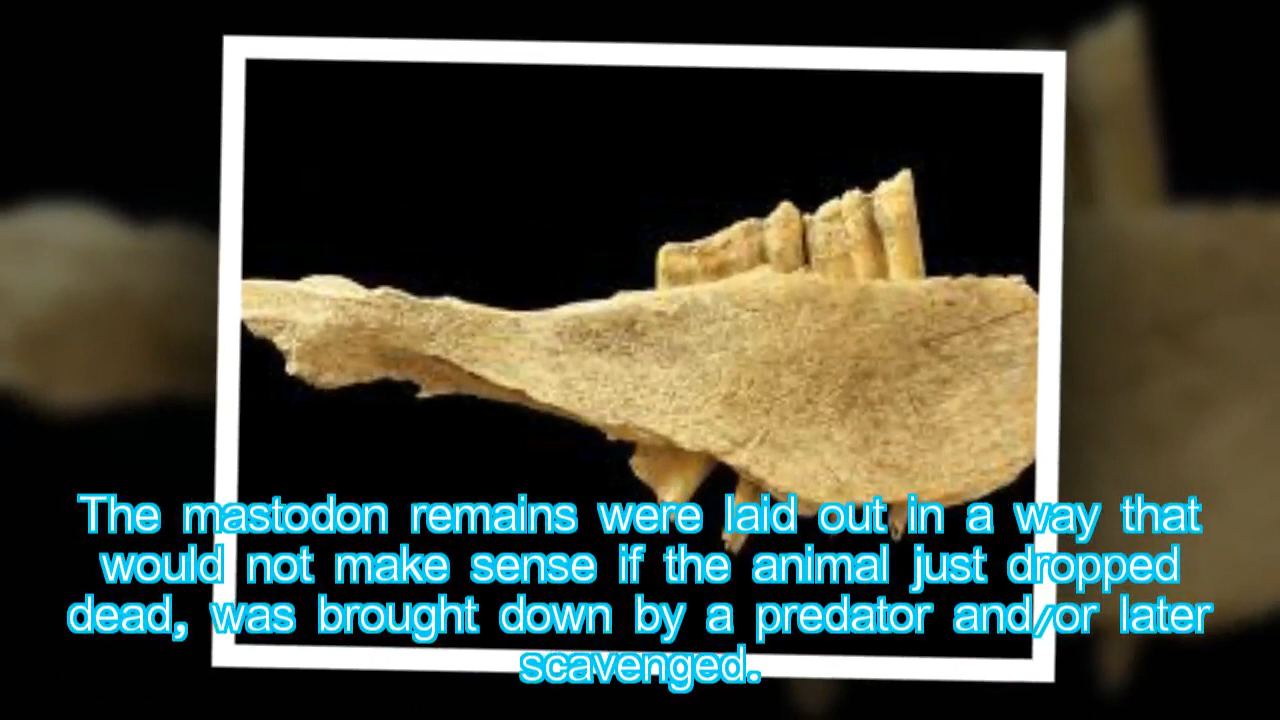 The mastodon remains were laid out in a way that
would not make sense if the animal just dropped
dead, was brought down by a predator and/or later
scavenged.